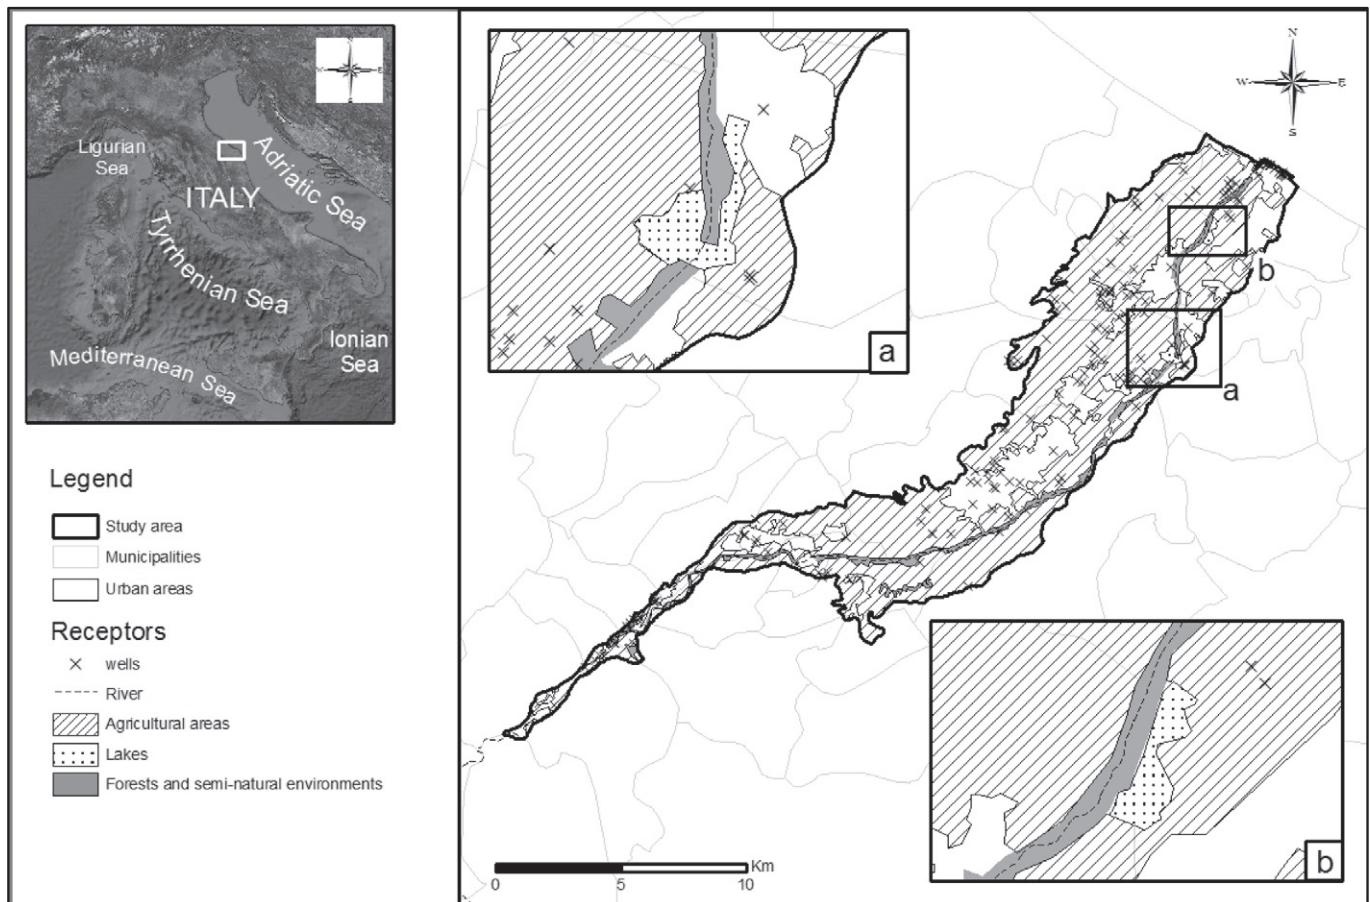 W
E
Ligurian
Sea
Adriatic Sea
ITALY
Tyrrhenian Sea
Ionian
Sea
Mediterranean Sea
Legend
Study area
Municipalities
Urban areas
Receptors
wells
River
Agricultural areas
Lakes
Forests and semi-natural environments
a
N
W
E
S
b
a
b
Km
0 5 10